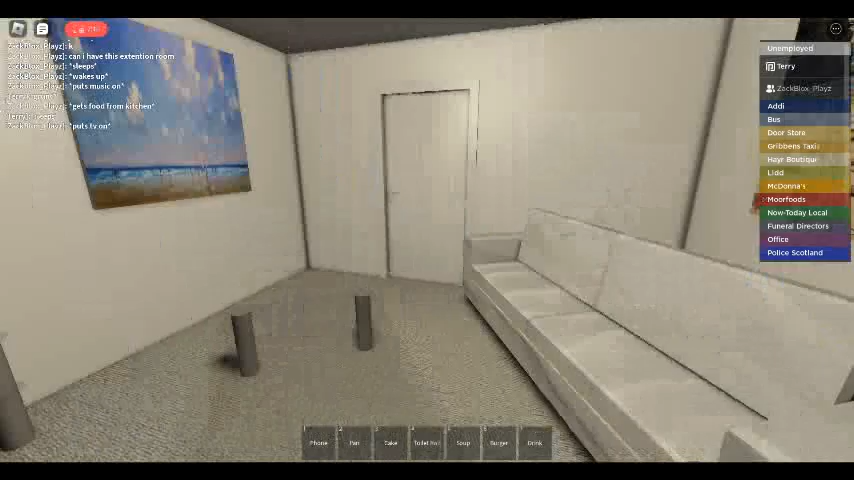 ZackBlox_Playz]: k
ZackBlox_Playz]: can i have this extention room
ZackBlox_Playz]: *sleeps*
ZackBlox_Playz]: *wakes up*
ZackBlox_Playz]: *puts music on*
ZackBlox_Playz]: *gets food from kitchen*
Terry]: sleeps
ZackBlox_Playz]: *puts tv on*
Unemployed
Terry
ZackBlox_Playz
Addi
Bus
Door Store
Gribbens Taxis
Hayr Boutique
Lidd
McDonna's
Moorfoods
Now-Today Local
Funeral Directors
Office
Police Scotland
Phone
Pan
Cake
Toilet Roll
Soup
Burger
Drink